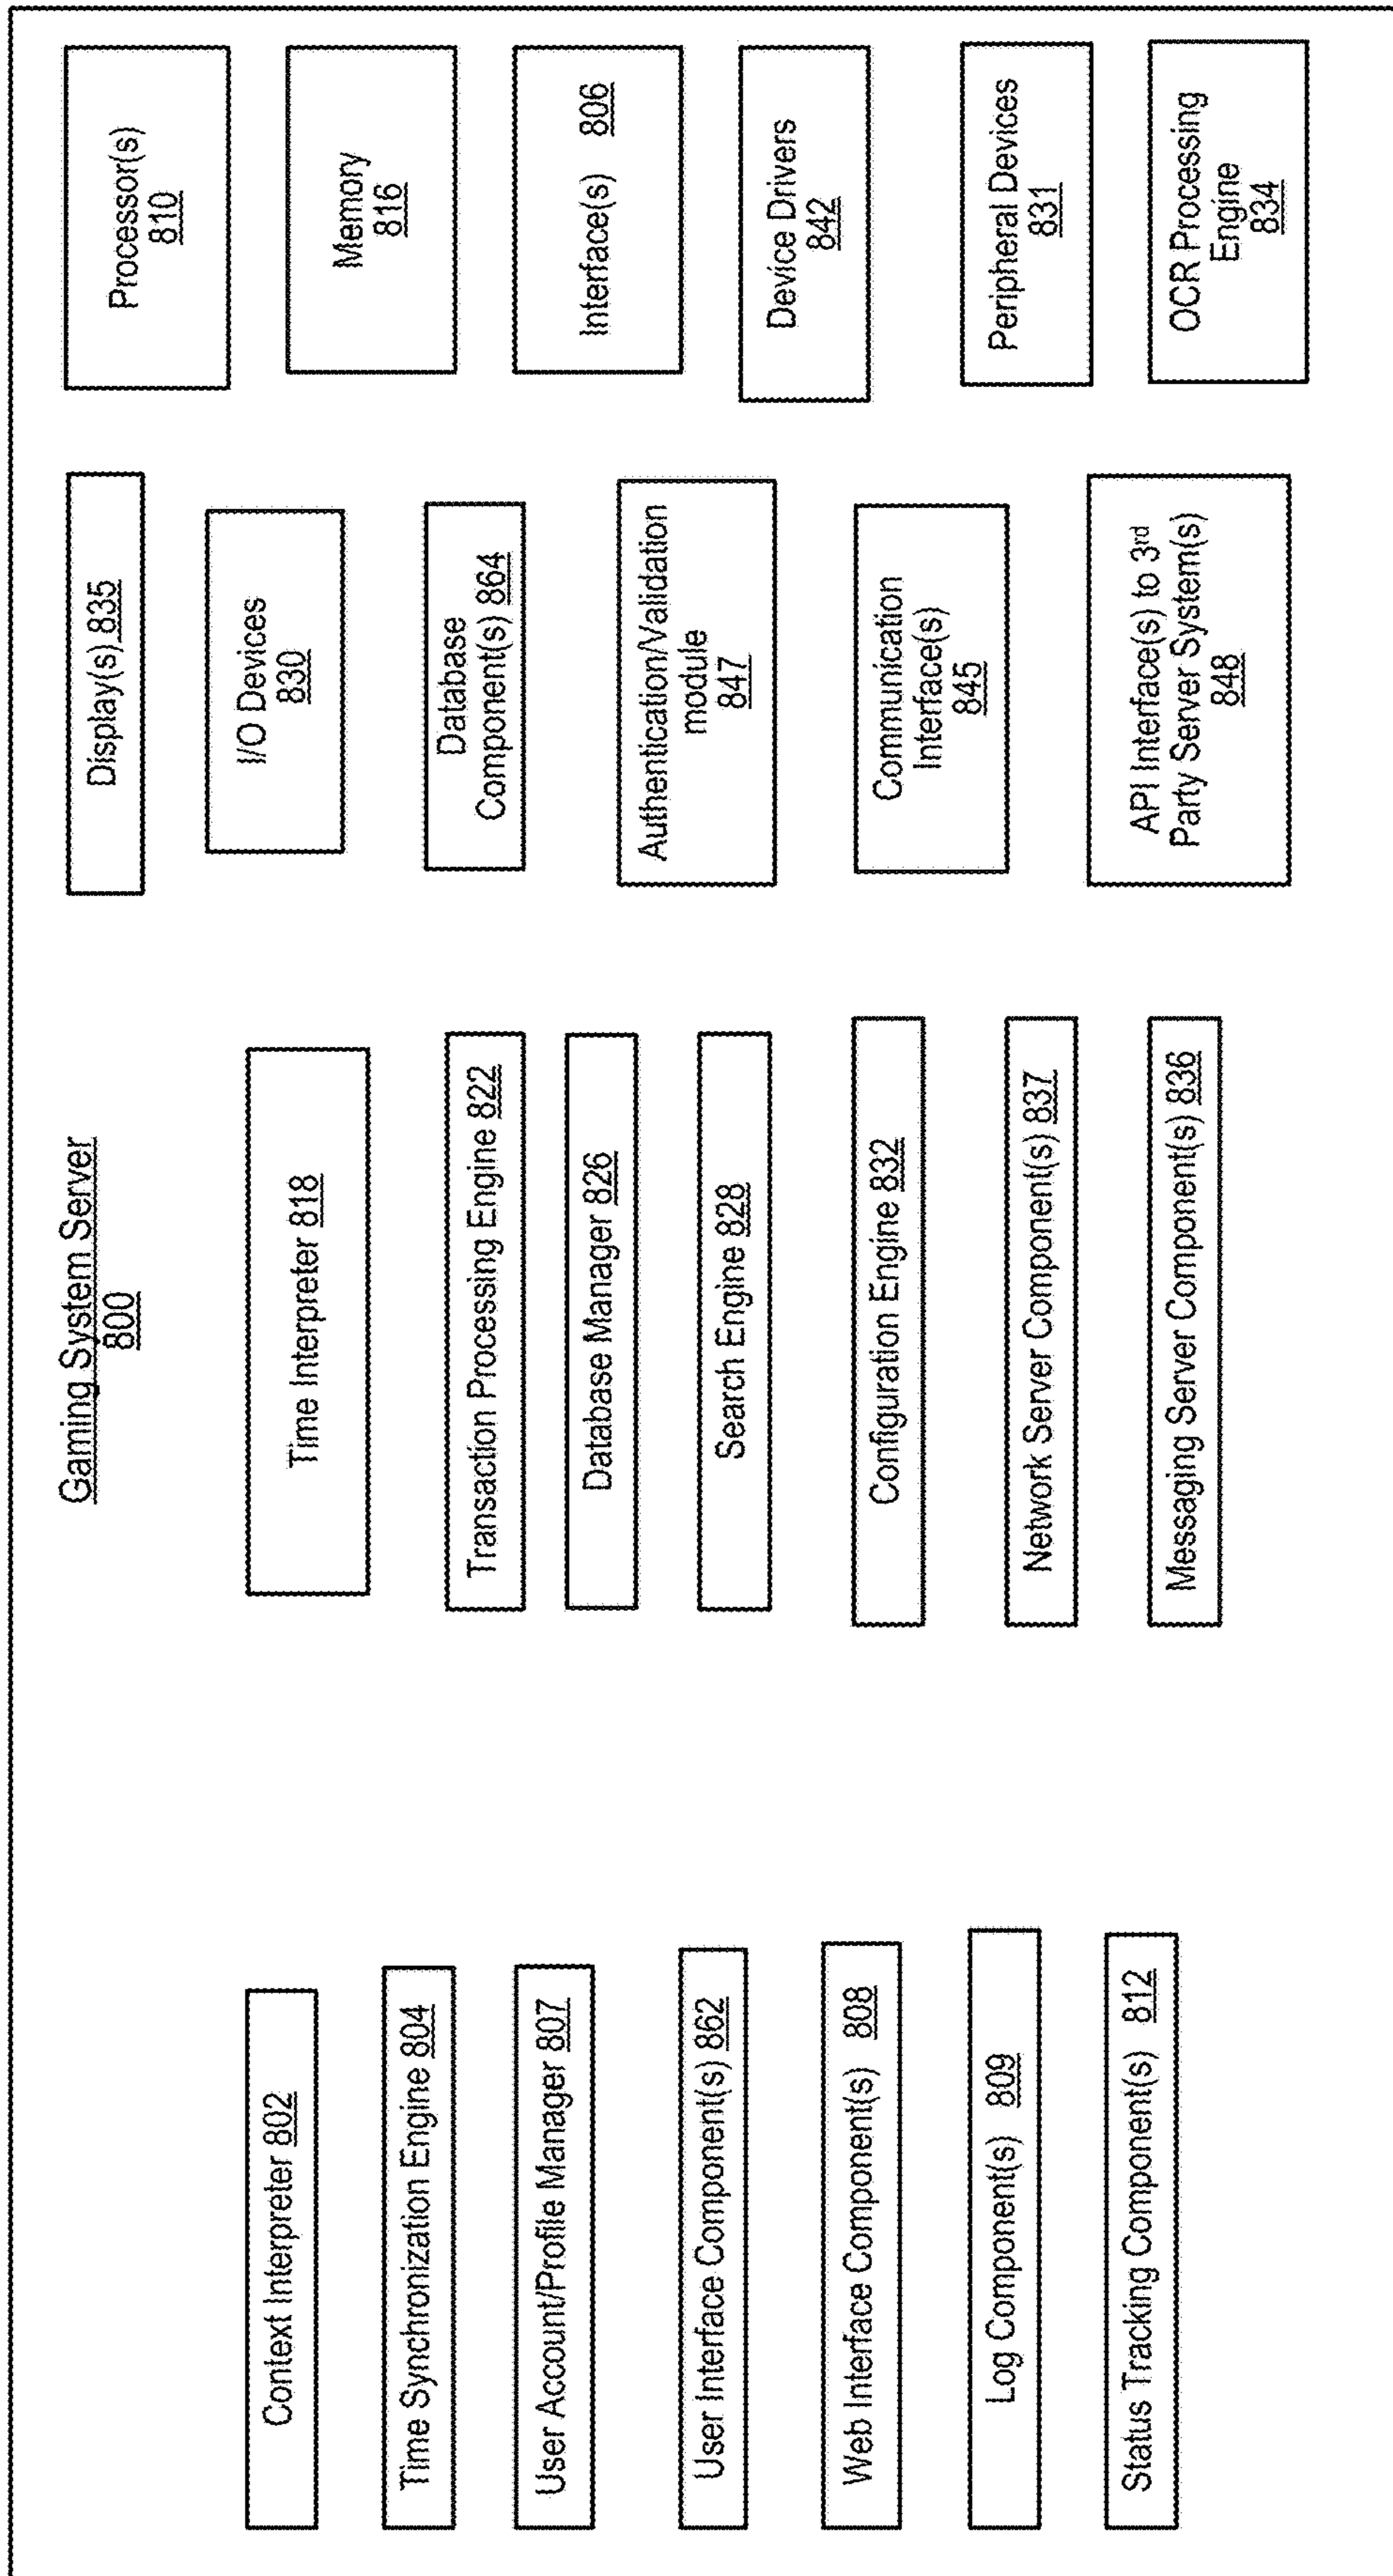 Gaming System Server
800
Context Interpreter 802
Time Synchronization Engine 804
User Account/Profile Manager 807
User Interface Component(s) 862
Web Interface Component(s) 808
Log Component(s) 809
Status Tracking Component(s) 812
Time Interpreter 818
Transaction Processing Engine 822
Database Manager 826
Search Engine 828
Configuration Engine 832
Network Server Component(s) 837
Messaging Server Component(s) 836
Display(s) 835
I/O Devices
830
Database
Component(s) 864
Authentication/Validation
module
847
Communication
Interface(s)
845
API Interface(s) to 3rd
Party Server System(s)
848
Processor(s)
810
Memory
816
Interface(s) 806
Device Drivers
842
Peripheral Devices
831
OCR Processing
Engine
834